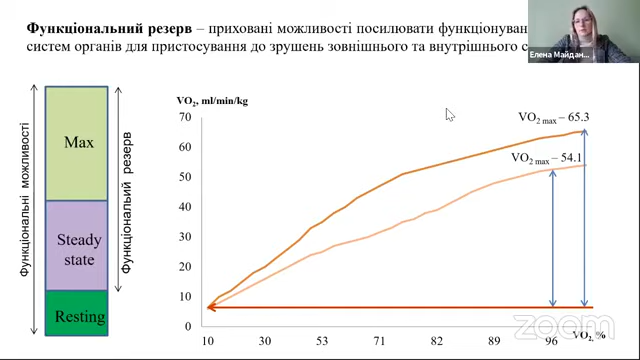 Функціональний резерв – приховані можливості посилювати
систем органів для пристосування до зрушень зовнішнього та внутрішнього
Елена Майдан...
Функціональні можливості
Max
Steady
state
Resting
Функціональий резерв
VO2, ml/min/kg
70
60
50
40
30
20
10
0
10
30
53
71
82
89
96
VO2, %
VO2 max – 65.3
VO2 max – 54.1
zoom